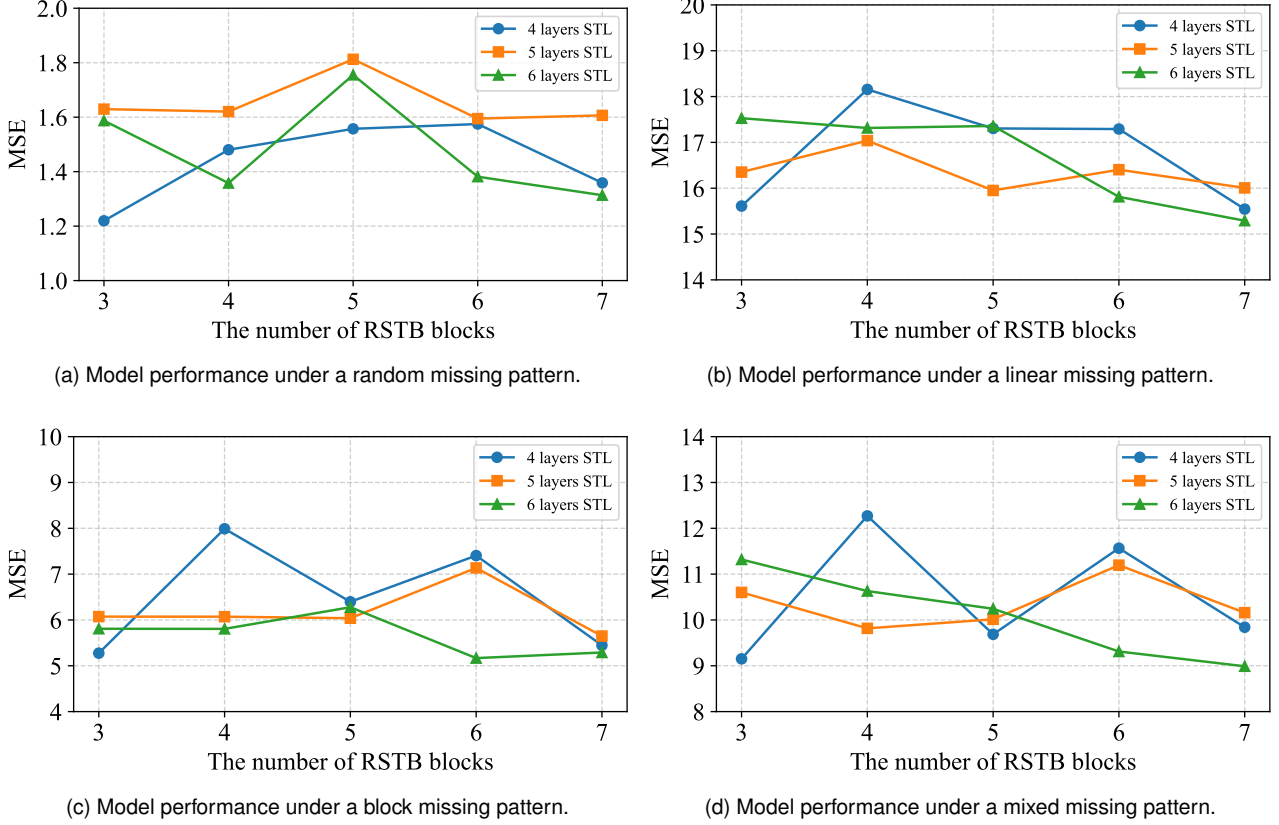 2.0
1.8
1.6
1.4
1.2
1.0
MSE
4 layers STL
5 layers STL
6 layers STL
3 4 5 6 7
The number of RSTB blocks
(a) Model performance under a random missing pattern.
20
19
18
17
16
15
14
MSE
4 layers STL
5 layers STL
6 layers STL
3 4 5 6 7
The number of RSTB blocks
(b) Model performance under a linear missing pattern.
10
9
8
7
6
5
4
MSE
4 layers STL
5 layers STL
6 layers STL
3 4 5 6 7
The number of RSTB blocks
(c) Model performance under a block missing pattern.
14
13
12
11
10
9
8
MSE
4 layers STL
5 layers STL
6 layers STL
3 4 5 6 7
The number of RSTB blocks
(d) Model performance under a mixed missing pattern.